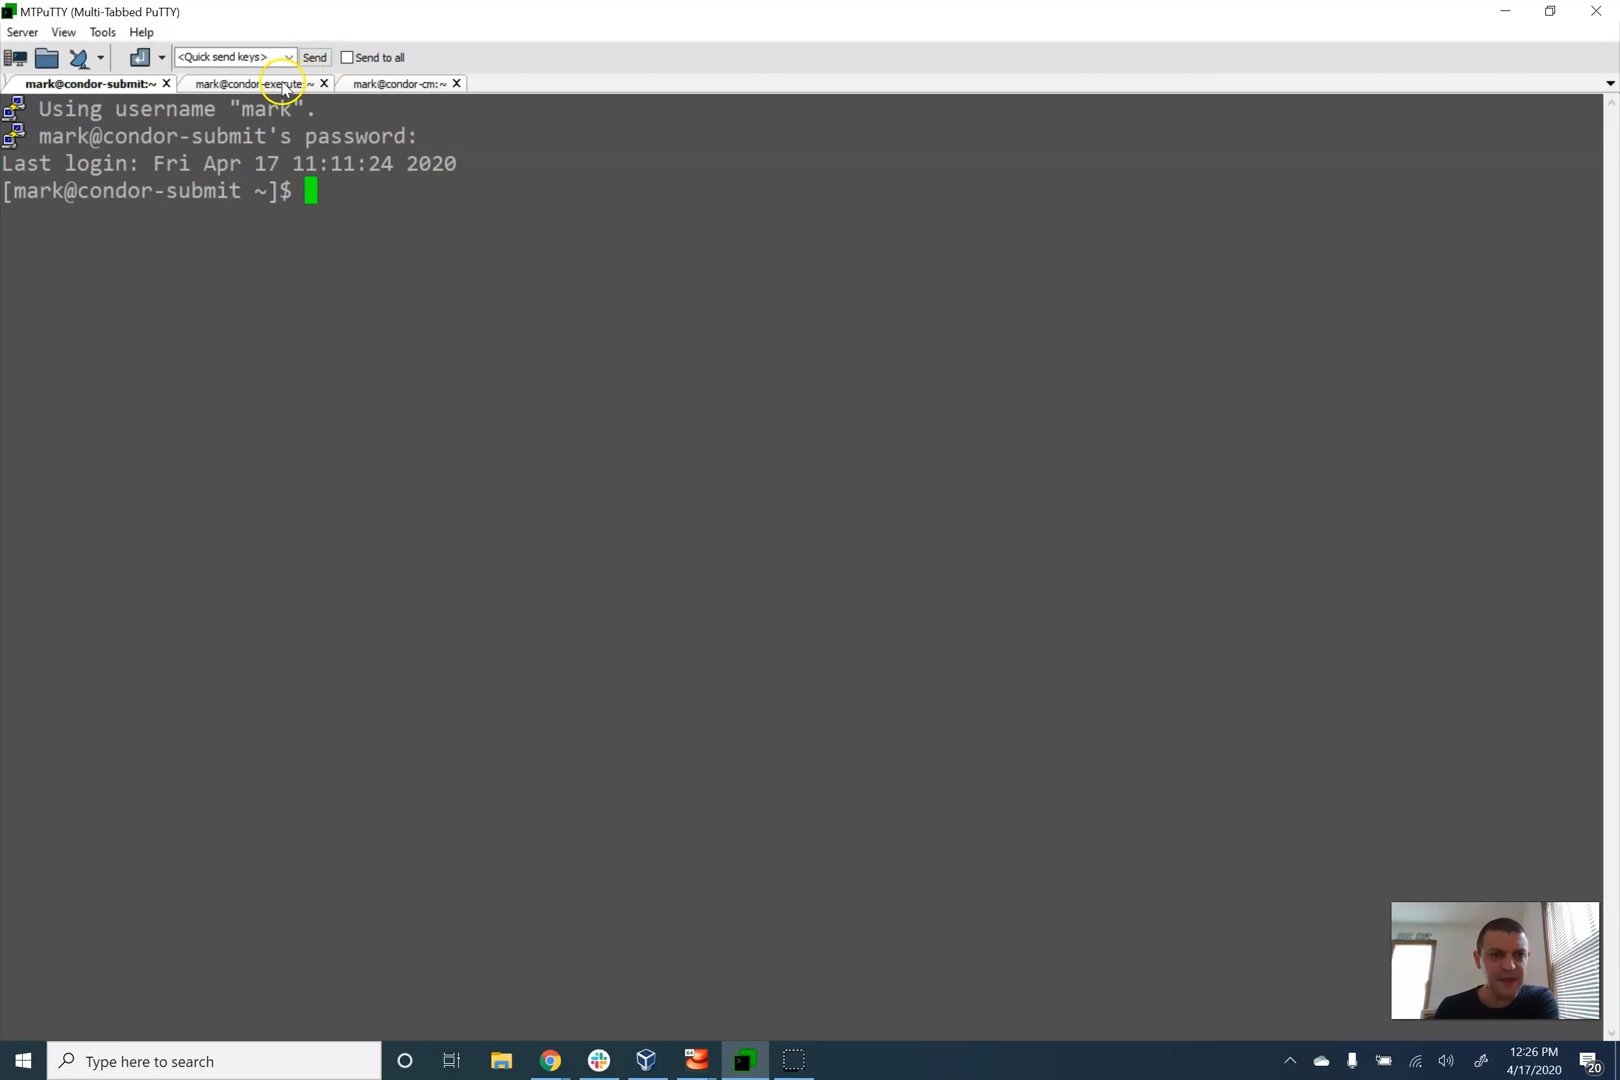 MTPuTTY (Multi-Tabbed PuTTY)
Server View Tools Help
<Quick send keys> Send Send to all
mark@condor-submit:~ mark@condor-execute:~ mark@condor-cm:~
Using username "mark".
mark@condor-submit's password:
Last login: Fri Apr 17 11:11:24 2020
[mark@condor-submit ~]$
Type here to search
64
12:26 PM
4/17/2020
20